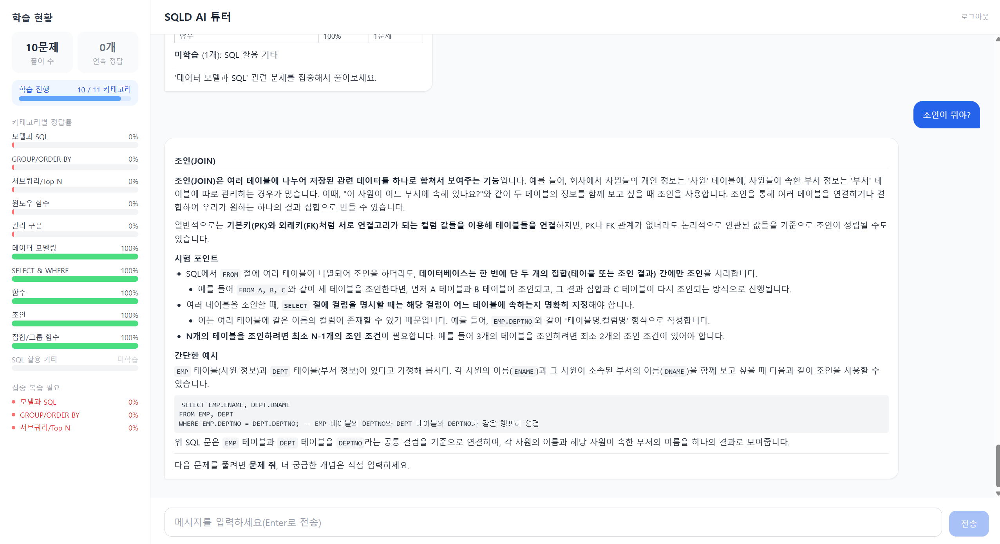 학습 현황
10문제
풀이 수
0개
연속 정답
학습 진행
10 / 11 카테고리
카테고리별 정답률
모델과 SQL 0%
GROUP/ORDER BY 0%
서브쿼리/Top N 0%
윈도우 함수 0%
관리 구문 0%
데이터 모델링 100%
SELECT & WHERE 100%
함수 100%
조인 100%
집합/그룹 함수 100%
SQL 활용 기타 미학습
집중 복습 필요
모델과 SQL 0%
GROUP/ORDER BY 0%
서브쿼리/Top N 0%
SQLD AI 튜터
로그아웃
함수 100% 1문제
미학습 (1개): SQL 활용 기타
'데이터 모델과 SQL' 관련 문제를 집중해서 풀어보세요.
조인이 뭐야?
조인(JOIN)
조인(JOIN)은 여러 테이블에 나누어 저장된 관련 데이터를 하나로 합쳐서 보여주는 기능입니다. 예를 들어, 회사에서 사원들의 개인 정보는 '사원' 테이블에, 사원들이 속한 부서 정보는 '부서' 테
이블에 따로 관리하는 경우가 많습니다. 이때, "이 사원이 어느 부서에 속해 있나요?"와 같이 두 테이블의 정보를 함께 보고 싶을 때 조인을 사용합니다. 조인을 통해 여러 테이블을 연결하거나 결
합하여 우리가 원하는 하나의 결과 집합으로 만들 수 있습니다.
일반적으로는 기본키(PK)와 외래키(FK)처럼 서로 연결고리가 되는 컬럼 값들을 이용해 테이블들을 연결하지만, PK나 FK 관계가 없더라도 논리적으로 연관된 값들을 기준으로 조인이 성립될 수도
있습니다.
시험 포인트
• SQL에서 FROM 절에 여러 테이블이 나열되어 조인을 하더라도, 데이터베이스는 한 번에 단 두 개의 집합(테이블 또는 조인 결과) 간에만 조인을 처리합니다.
• 예를 들어 FROM A, B, C와 같이 세 테이블을 조인한다면, 먼저 A 테이블과 B 테이블이 조인되고, 그 결과 집합과 C 테이블이 다시 조인되는 방식으로 진행됩니다.
• 여러 테이블을 조인할 때, SELECT 절에 컬럼을 명시할 때는 해당 컬럼이 어느 테이블에 속하는지 명확히 지정해야 합니다.
• 이는 여러 테이블에 같은 이름의 컬럼이 존재할 수 있기 때문입니다. 예를 들어, EMP.DEPTNO와 같이 '테이블명.컬럼명' 형식으로 작성합니다.
• N개의 테이블을 조인하려면 최소 N-1개의 조인 조건이 필요합니다. 예를 들어 3개의 테이블을 조인하려면 최소 2개의 조인 조건이 있어야 합니다.
간단한 예시
EMP 테이블(사원 정보)과 DEPT 테이블(부서 정보)이 있다고 가정해 봅시다. 각 사원의 이름(ENAME)과 그 사원이 소속된 부서의 이름(DNAME)을 함께 보고 싶을 때 다음과 같이 조인을 사용할 수
있습니다.
SELECT EMP.ENAME, DEPT.DNAME
FROM EMP, DEPT
WHERE EMP.DEPTNO = DEPT.DEPTNO; -- EMP 테이블의 DEPTNO와 DEPT 테이블의 DEPTNO가 같은 행끼리 연결
위 SQL 문은 EMP 테이블과 DEPT 테이블을 DEPTNO라는 공통 컬럼을 기준으로 연결하여, 각 사원의 이름과 해당 사원이 속한 부서의 이름을 하나의 결과로 보여줍니다.
다음 문제를 풀려면 문제 줘, 더 궁금한 개념은 직접 입력하세요.
메시지를 입력하세요(Enter로 전송)
전송